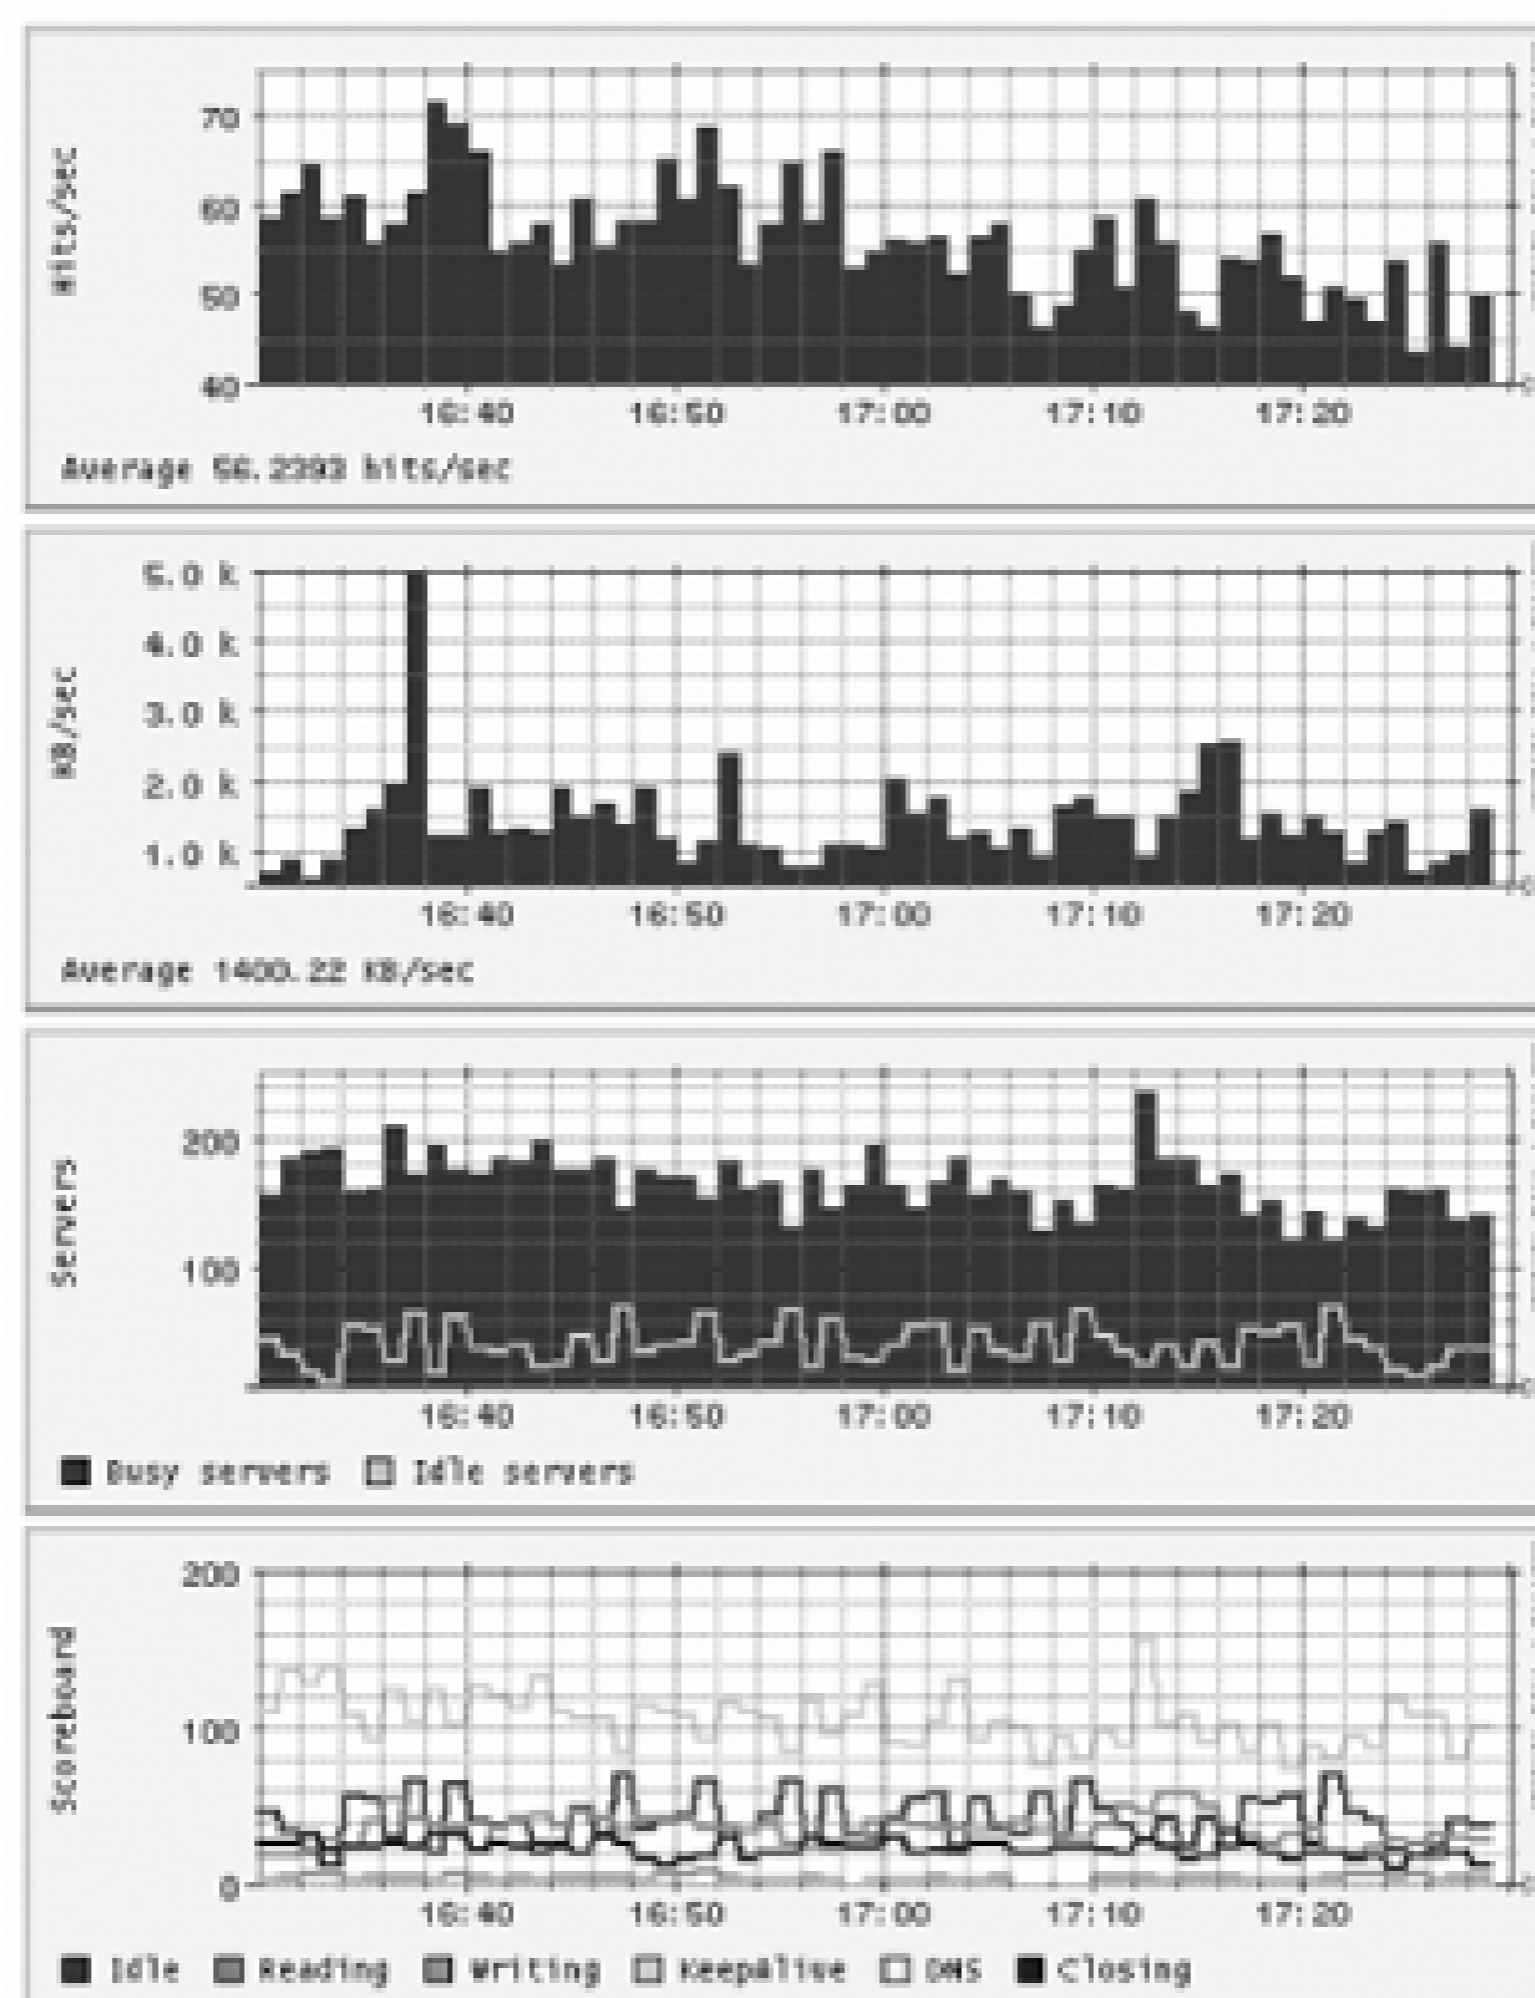 Hits/sec
70
60
50
40
16:40 16:50 17:00 17:10 17:20
Average 56.2393 hits/sec
KB/sec
5.0 k
4.0 k
3.0 k
2.0 k
1.0 k
16:40 16:50 17:00 17:10 17:20
Average 1400.22 KB/sec
Servers
200
100
16:40 16:50 17:00 17:10 17:20
Busy servers Idle servers
Scoreboard
200
100
0
16:40 16:50 17:00 17:10 17:20
Idle Reading Writing KeepAlive DNS Closing